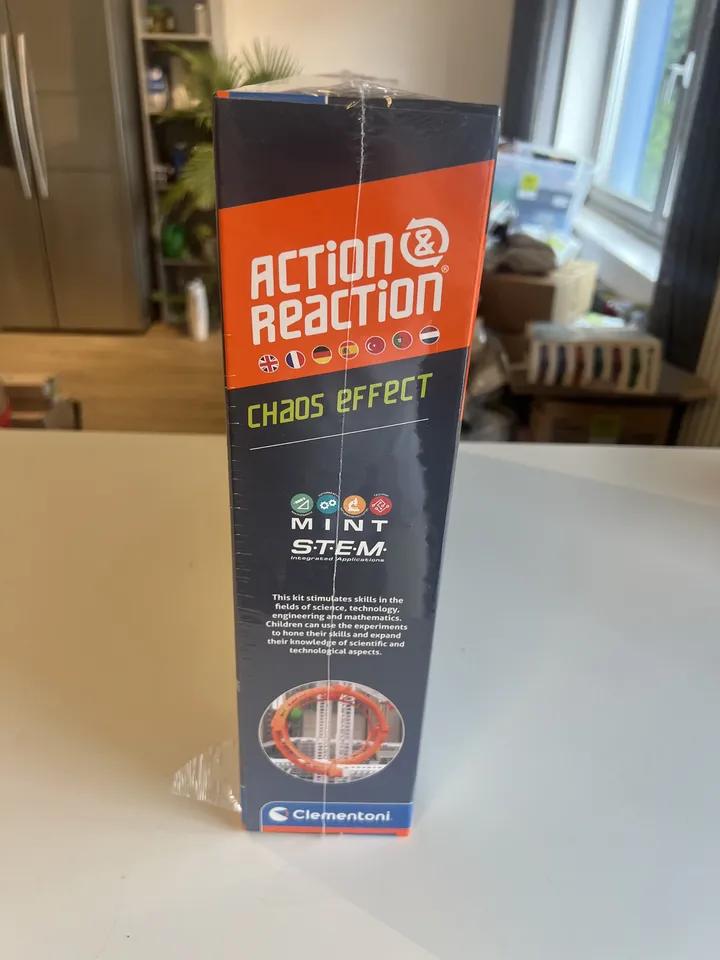 ACTION &
REACTION®
CHAOS EFFECT
MINT
S·T·E·M·
Integrated Applications
This kit stimulates skills in the
fields of science, technology,
engineering and mathematics.
Children can use the experiments
to hone their skills and expand
their knowledge of scientific and
technological aspects.
Clementoni